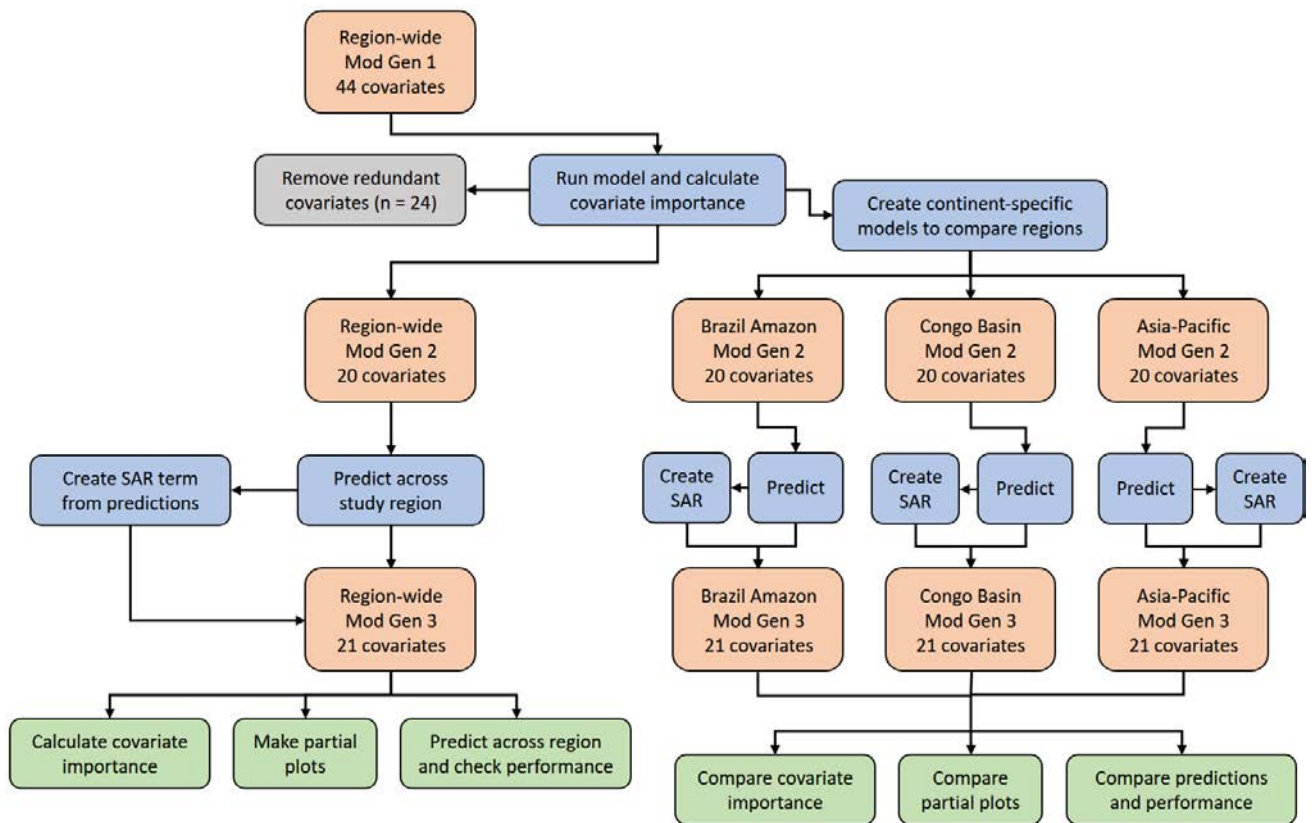 Region-wide
Mod Gen 1
44 covariates
Remove redundant
covariates (n = 24)
Run model and calculate
covariate importance
Create continent-specific
models to compare regions
Region-wide
Mod Gen 2
20 covariates
Brazil Amazon
Mod Gen 2
20 covariates
Congo Basin
Mod Gen 2
20 covariates
Asia-Pacific
Mod Gen 2
20 covariates
Create SAR term
from predictions
Predict across
study region
Create
SAR
Predict
Create
SAR
Predict
Predict
Create
SAR
Region-wide
Mod Gen 3
21 covariates
Brazil Amazon
Mod Gen 3
21 covariates
Congo Basin
Mod Gen 3
21 covariates
Asia-Pacific
Mod Gen 3
21 covariates
Calculate covariate
importance
Make partial
plots
Predict across region
and check performance
Compare covariate
importance
Compare
partial plots
Compare predictions
and performance